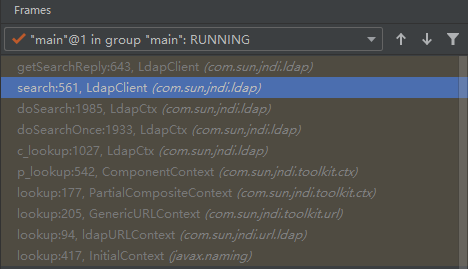 Frames
"main"@1 in group "main": RUNNING
getSearchReply:643, LdapClient (com.sun.jndi.ldap)
search:561, LdapClient (com.sun.jndi.ldap)
doSearch:1985, LdapCtx (com.sun.jndi.ldap)
doSearchOnce:1933, LdapCtx (com.sun.jndi.ldap)
c_lookup:1027, LdapCtx (com.sun.jndi.ldap)
p_lookup:542, ComponentContext (com.sun.jndi.toolkit.ctx)
lookup:177, PartialCompositeContext (com.sun.jndi.toolkit.ctx)
lookup:205, GenericURLContext (com.sun.jndi.toolkit.url)
lookup:94, ldapURLContext (com.sun.jndi.url.ldap)
lookup:417, InitialContext (javax.naming)